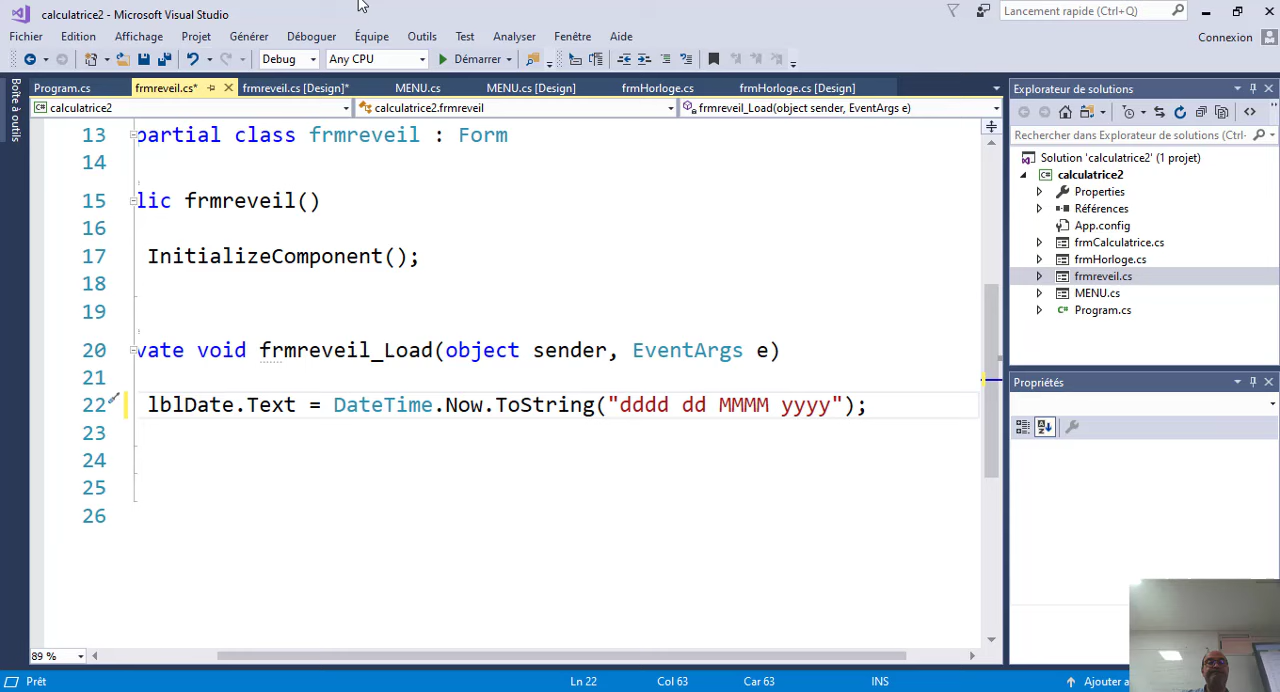 calculatrice2 - Microsoft Visual Studio
Lancement rapide (Ctrl+Q)
Fichier Edition Affichage Projet Générer Déboguer Équipe Outils Test Analyser Fenêtre Aide
Connexion
Debug Any CPU Démarrer
Boîte à outils
Program.cs frmreveil.cs* frmreveil.cs [Design]* MENU.cs MENU.cs [Design] frmHorloge.cs frmHorloge.cs [Design]
calculatrice2 calculatrice2.frmreveil frmreveil_Load(object sender, EventArgs e)
13 partial class frmreveil : Form
14
15 lic frmreveil()
16
17 InitializeComponent();
18
19
20 vate void frmreveil_Load(object sender, EventArgs e)
21
22 lblDate.Text = DateTime.Now.ToString("dddd dd MMMM yyyy");
23
24
25
26
89 %
Explorateur de solutions
Rechercher dans Explorateur de solutions (Ctrl+
Solution 'calculatrice2' (1 projet)
calculatrice2
Properties
Références
App.config
frmCalculatrice.cs
frmHorloge.cs
frmreveil.cs
MENU.cs
Program.cs
Propriétés
Prêt Ln 22 Col 63 Car 63 INS Ajouter a